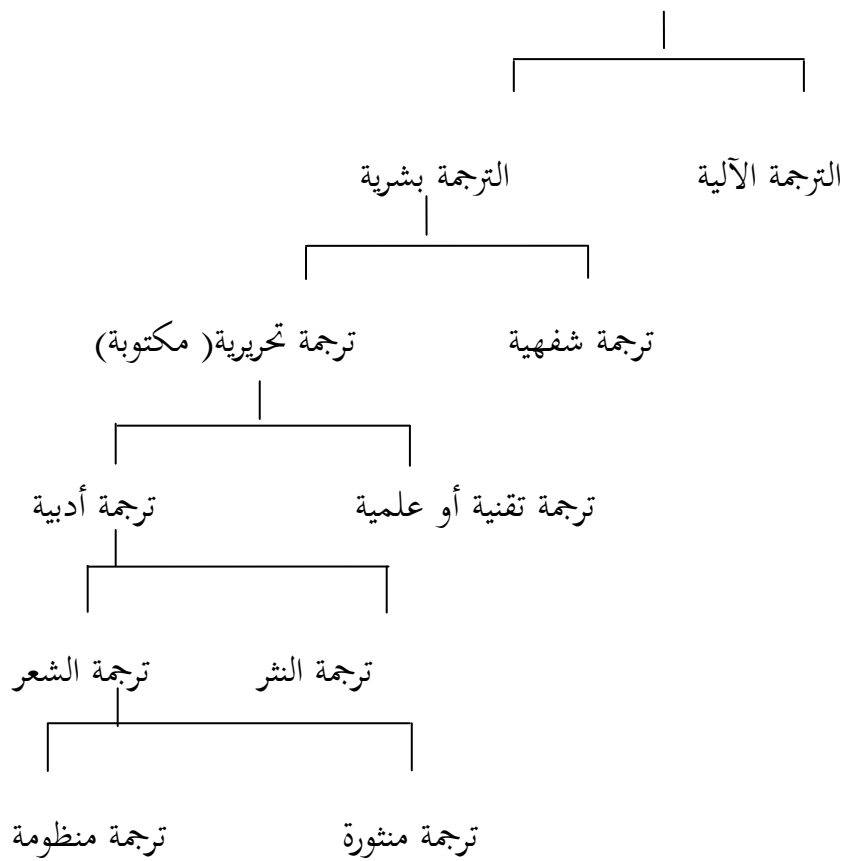 الترجمة الآلية الترجمة بشرية
ترجمة شفهية ترجمة تحريرية( مكتوبة)
ترجمة تقنية أو علمية ترجمة أدبية
ترجمة النثر ترجمة الشعر
ترجمة منثورة ترجمة منظومة